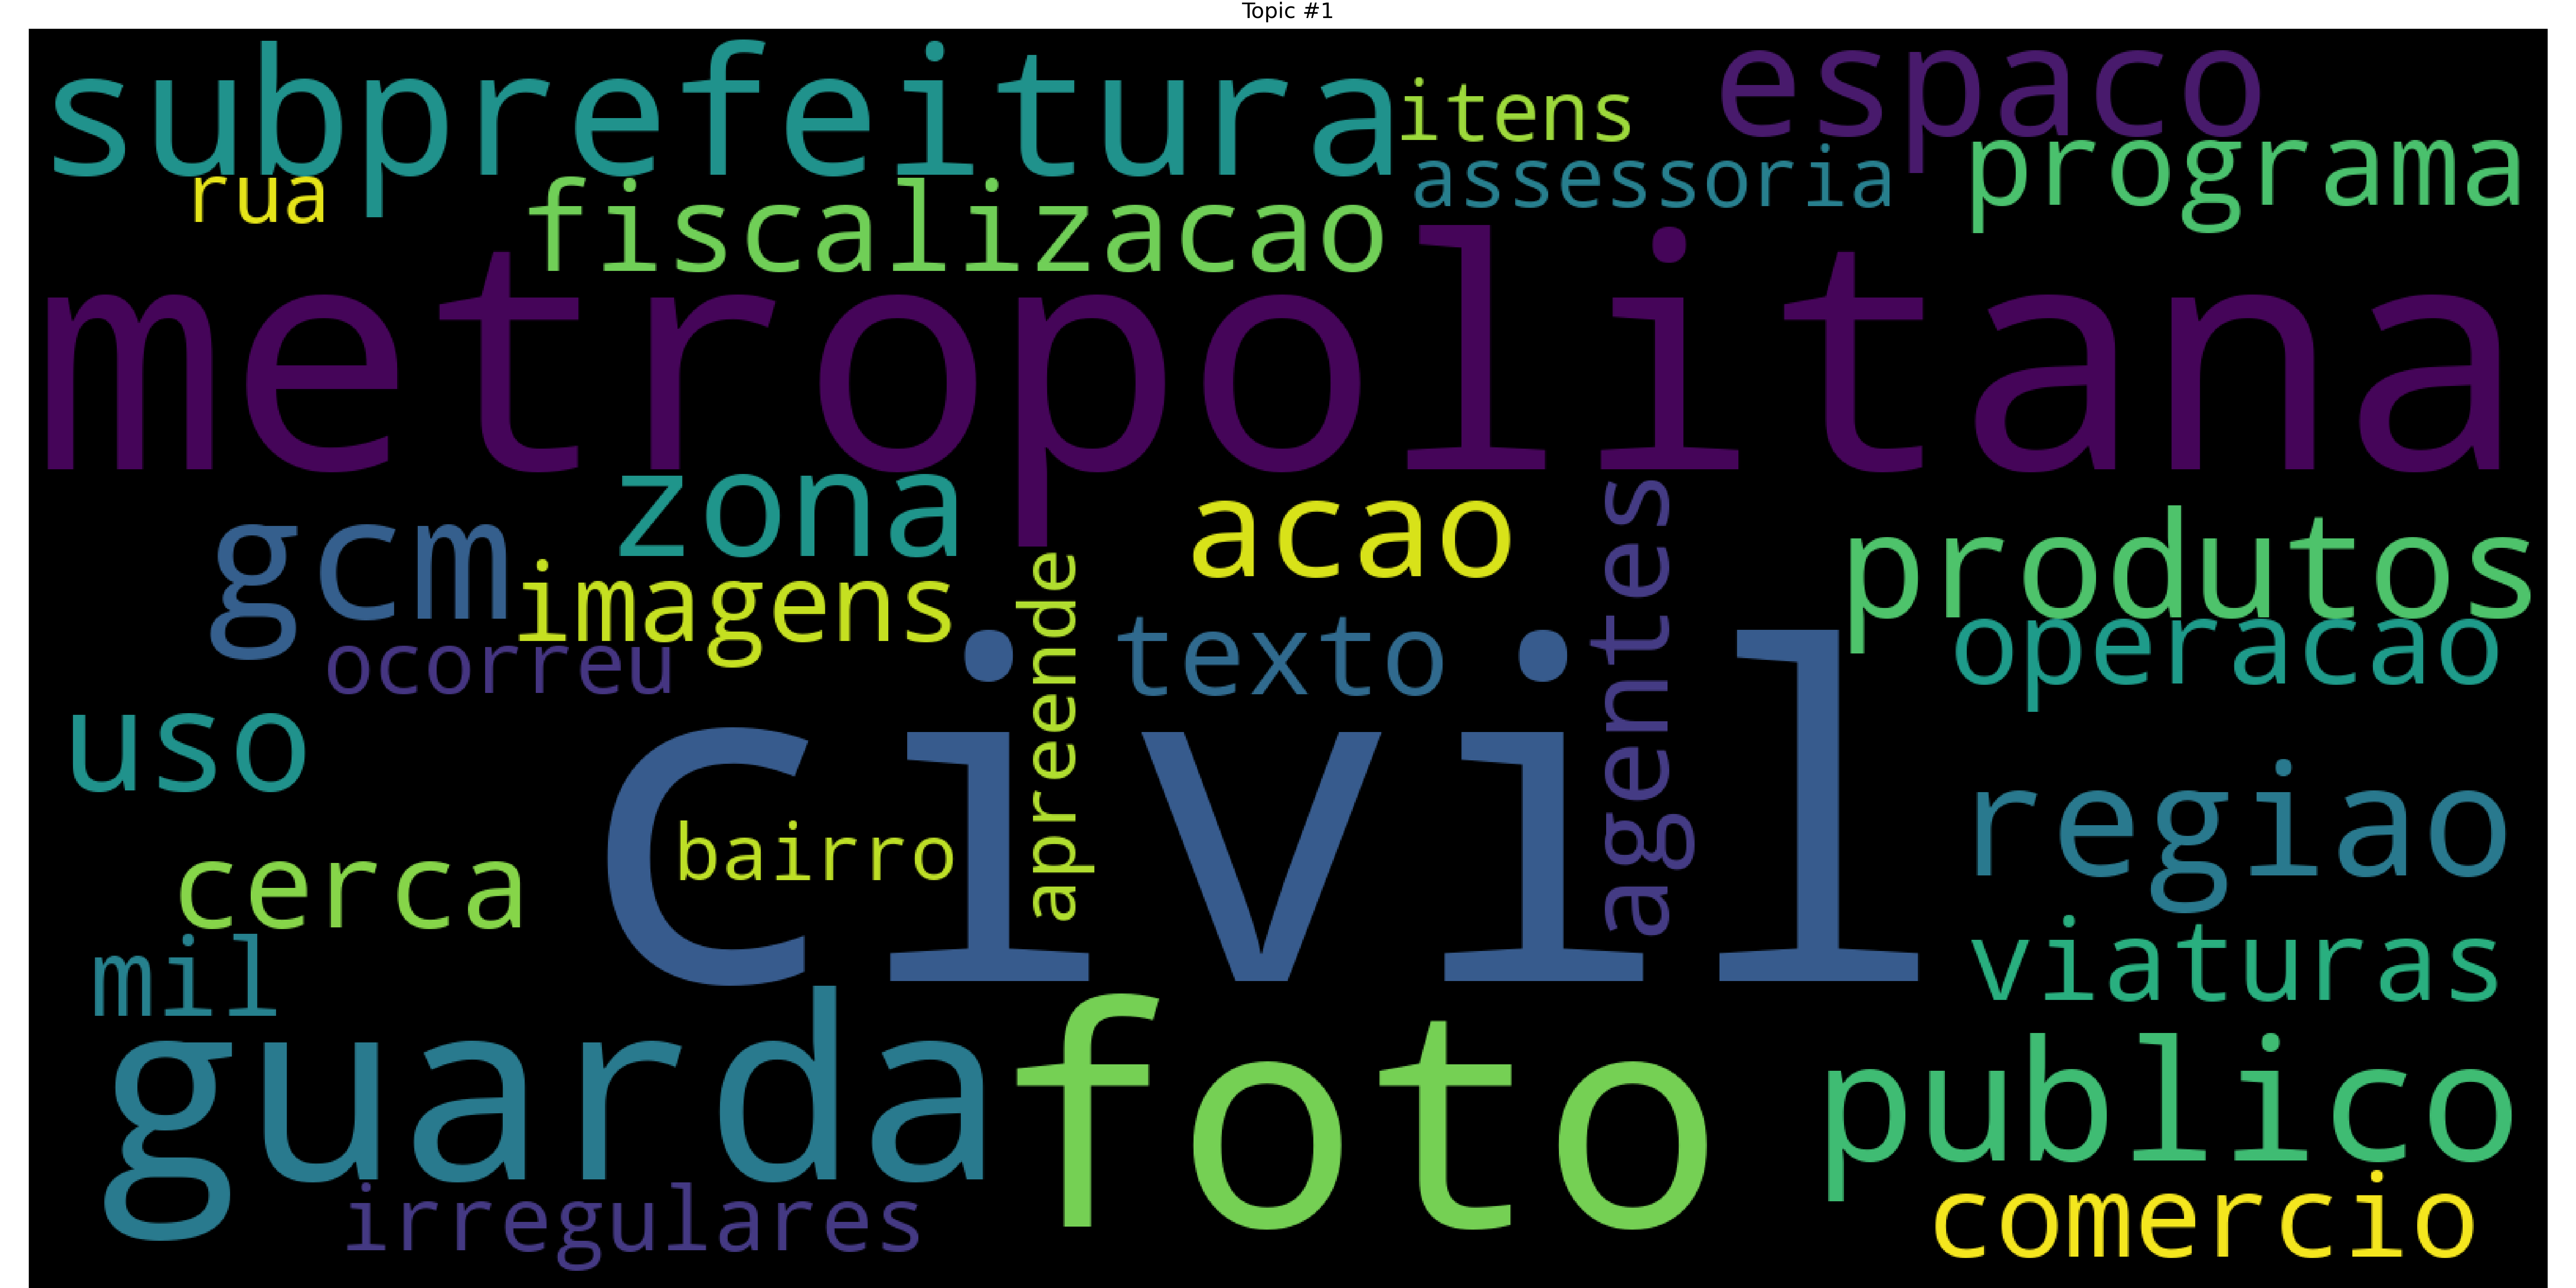 Topic #1
subprefeitura
itens
espaco
rua
fiscalizacao
assessoria
programa
metropolitana
gcm
zona
imagens
ocorreu
acao
agentes
produtos
apreende
texto
operacao
uso
civil
bairro
regiao
cerca
mil
viaturas
guarda
foto
publico
irregulares
comercio